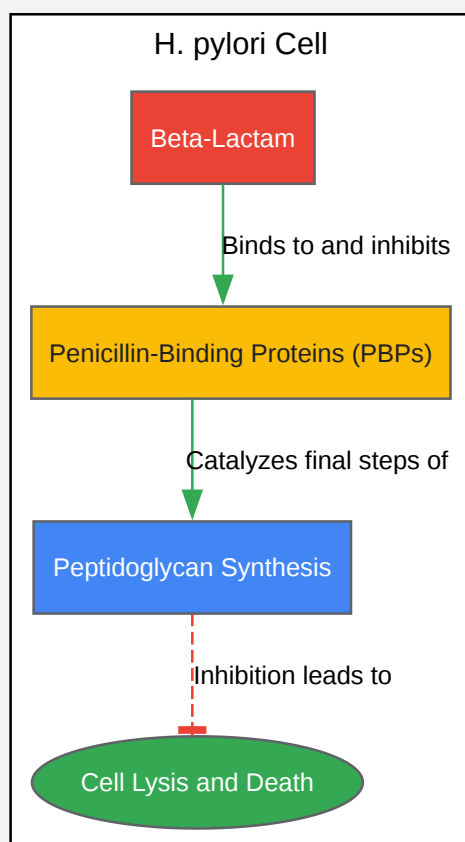 H. pylori Cell
Beta-Lactam
Binds to and inhibits
Penicillin-Binding Proteins (PBPs)
Catalyzes final steps of
Peptidoglycan Synthesis
Inhibition leads to
Cell Lysis and Death